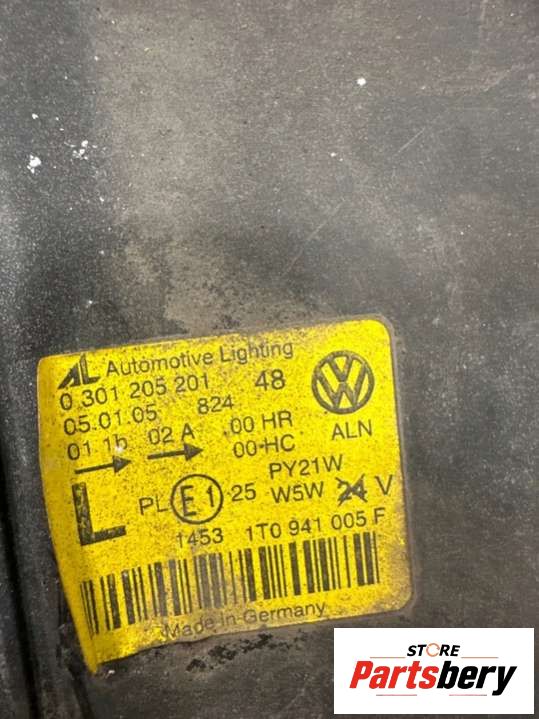 AL Automotive Lighting
0 301 205 201 48
05.01.05 824
01 1b 02 A .00 HR
00-HC ALN
PY21W
L PL E1 25 W5W 24 V
1453 1T0 941 005 F
Made in Germany
STORE
Partsbery